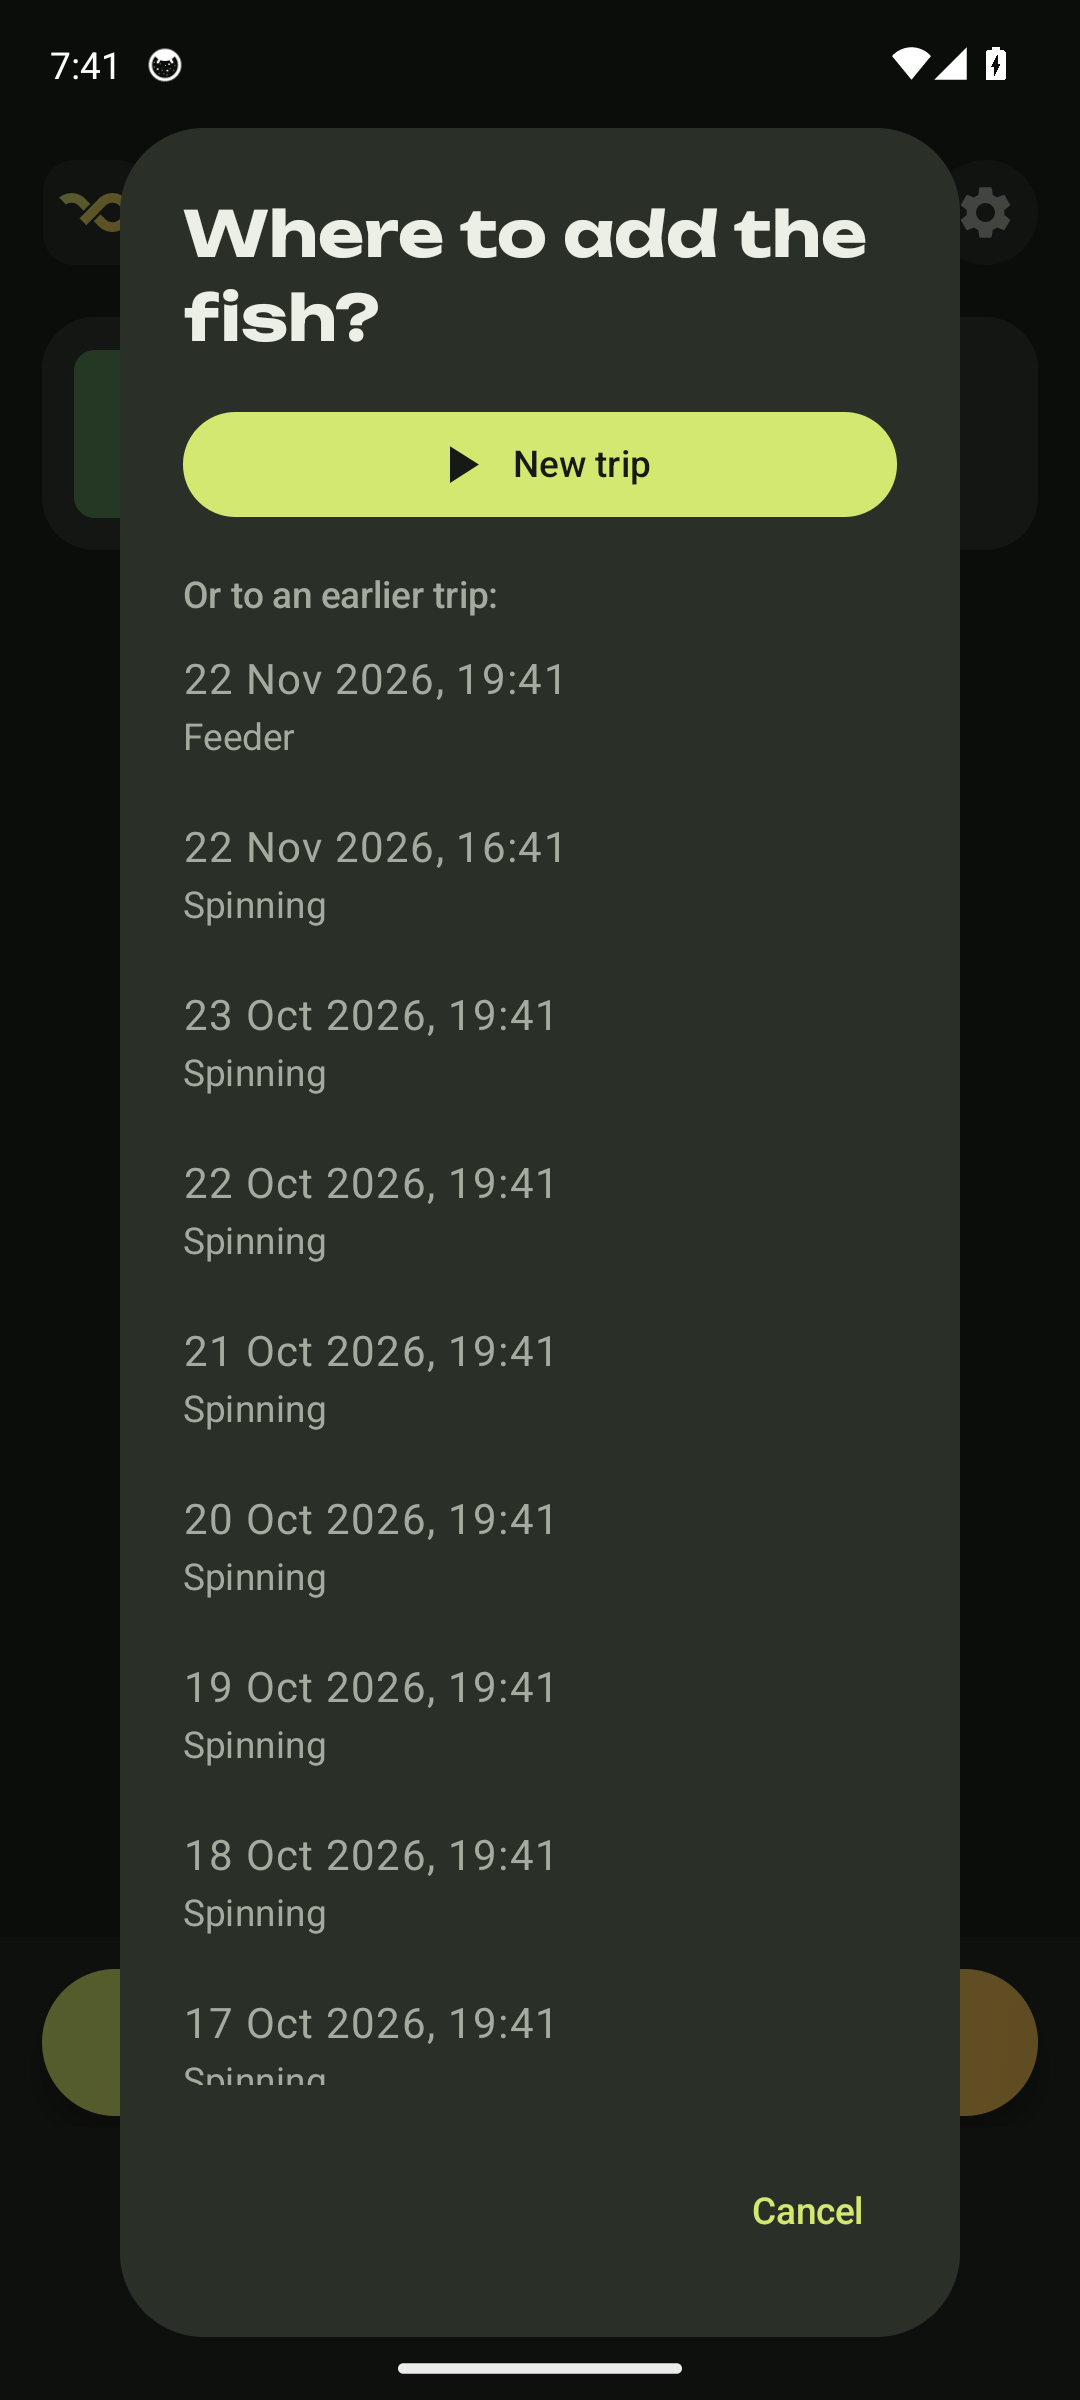 7:41
Where to add the
fish?
New trip
Or to an earlier trip:
22 Nov 2026, 19:41
Feeder
22 Nov 2026, 16:41
Spinning
23 Oct 2026, 19:41
Spinning
22 Oct 2026, 19:41
Spinning
21 Oct 2026, 19:41
Spinning
20 Oct 2026, 19:41
Spinning
19 Oct 2026, 19:41
Spinning
18 Oct 2026, 19:41
Spinning
17 Oct 2026, 19:41
Spinning
Cancel